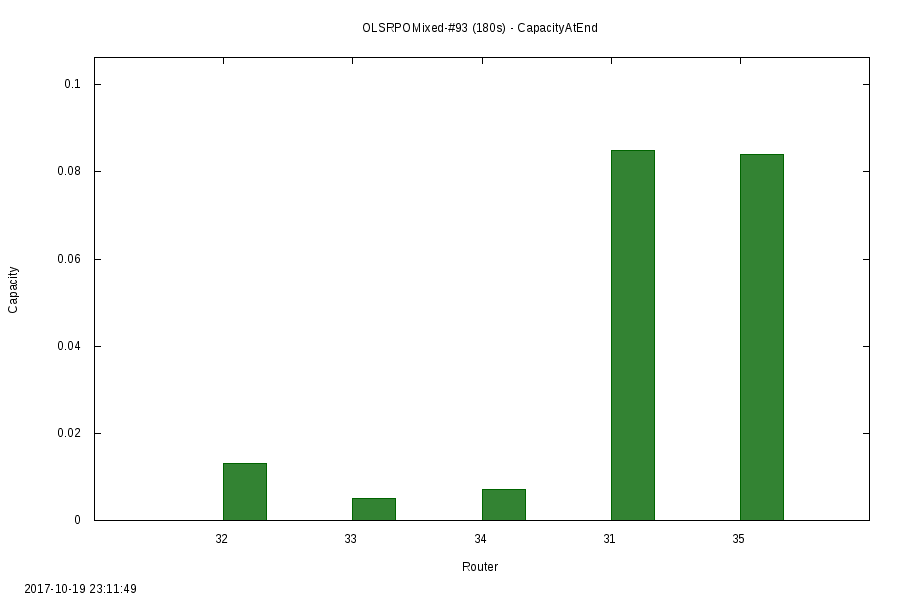 OLSRPOMixed-#93 (180s) - CapacityAtEnd
0.1
0.08
0.06
0.04
0.02
0
Capacity
32 33 34 31 35
Router
2017-10-19 23:11:49